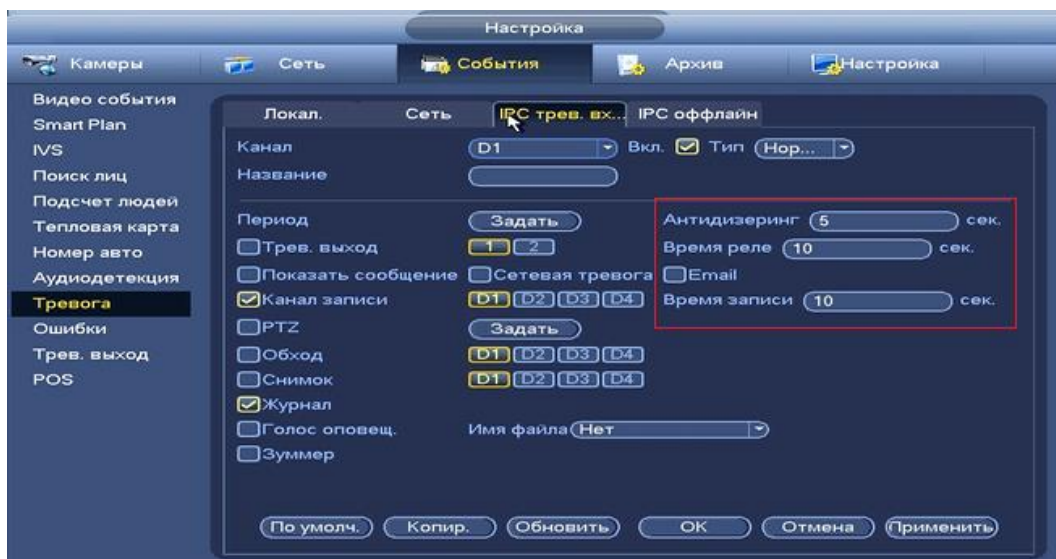 Настройка
Камеры Сеть События Архив Настройка
Видео события
Smart Plan
IVS
Поиск лиц
Подсчет людей
Тепловая карта
Номер авто
Аудиодетекция
Тревога
Ошибки
Трев. выход
POS
Локал. Сеть IPC трев. вх... IPC оффлайн
Канал D1 Вкл. Тип Нор...
Название
Период Задать Антидизеринг 5 сек.
Трев. выход 1 2 Время реле 10 сек.
Показать сообщение Сетевая тревога Email
Канал записи D1 D2 D3 D4 Время записи 10 сек.
PTZ Задать
Обход D1 D2 D3 D4
Снимок D1 D2 D3 D4
Журнал
Голос оповещ. Имя файла Нет
Зуммер
По умолч. Копир. Обновить OK Отмена Применить